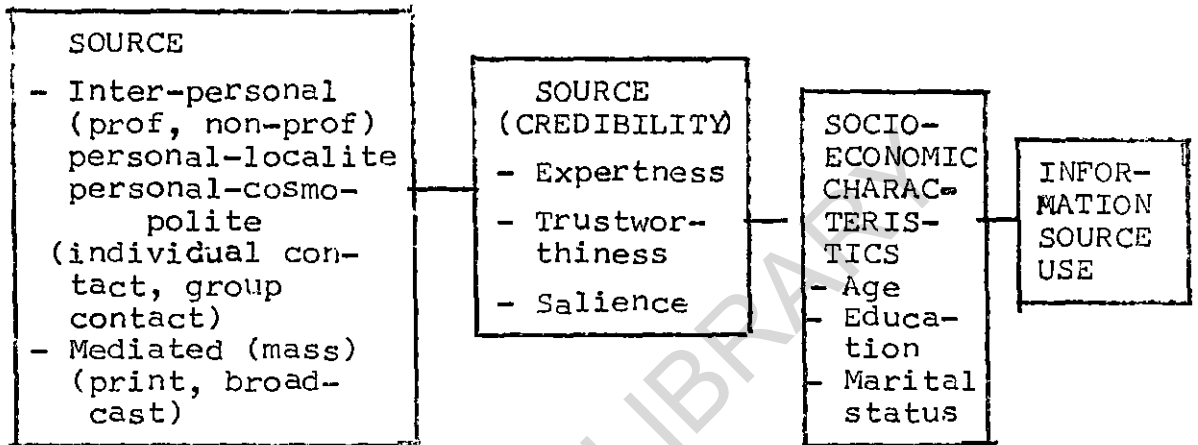 SOURCE
- Inter-personal
(prof, non-prof)
personal-localite
personal-cosmo-
polite
(individual con-
tact, group
contact)
- Mediated (mass)
(print, broad-
cast)
SOURCE
(CREDIBILITY)
- Expertness
- Trustwor-
thiness
- Salience
SOCIO-
ECONOMIC
CHARAC-
TERIS-
TICS
- Age
- Educa-
tion
- Marital
status
INFOR-
MATION
SOURCE
USE
LIBRARY